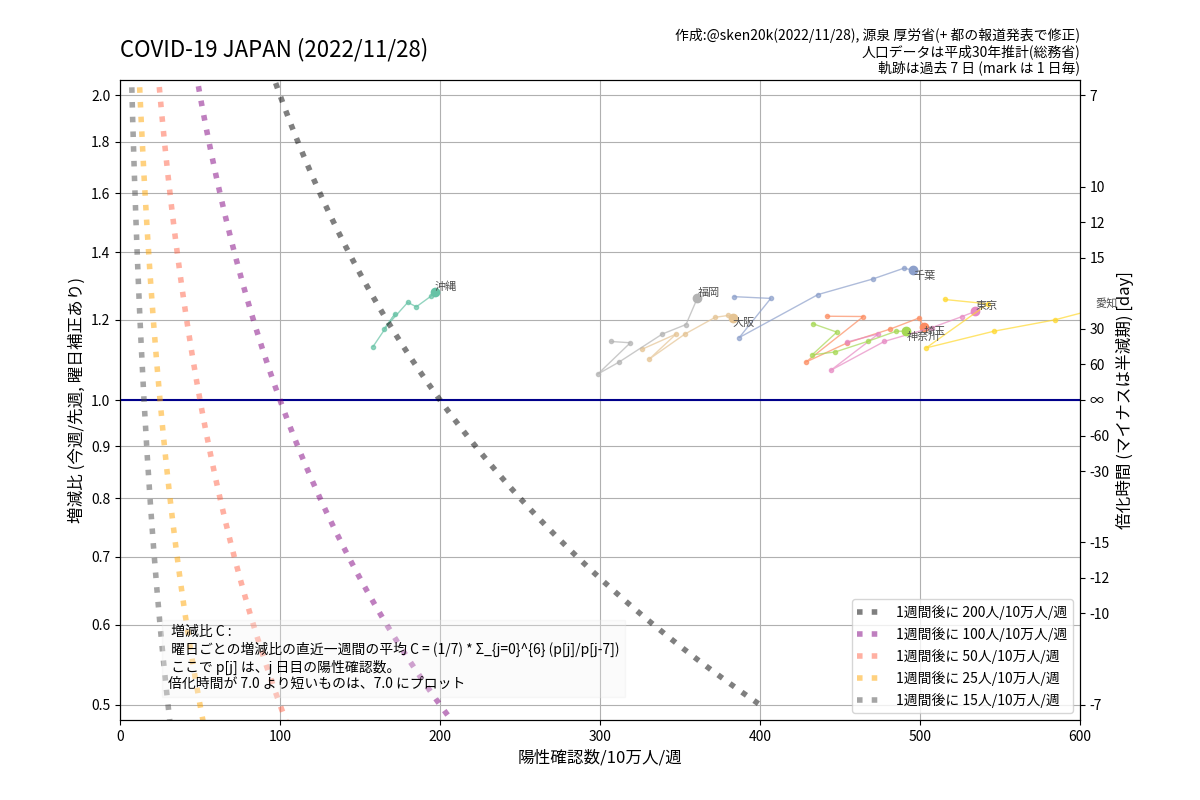 COVID-19 JAPAN (2022/11/28)
作成:@sken20k(2022/11/28), 源泉 厚労省(+ 都の報道発表で修正)
人口データは平成30年推計(総務省)
軌跡は過去 7 日 (mark は 1 日毎)
増減比 (今週/先週, 曜日補正あり)
2.0
1.8
1.6
1.4
1.2
1.0
0.9
0.8
0.7
0.6
0.5
沖縄
福岡
大阪
千葉
東京
愛知
埼玉
神奈川
7
10
12
15
30
60
∞
-60
-30
-15
-12
-10
-7
倍化時間 (マイナスは半減期) [day]
増減比 C :
曜日ごとの増減比の直近一週間の平均 C = (1/7) * Σ_{j=0}^{6} (p[j]/p[j-7])
ここで p[j] は、j 日目の陽性確認数。
倍化時間が 7.0 より短いものは、7.0 にプロット
1週間後に 200人/10万人/週
1週間後に 100人/10万人/週
1週間後に 50人/10万人/週
1週間後に 25人/10万人/週
1週間後に 15人/10万人/週
0
100
200
300
400
500
600
陽性確認数/10万人/週